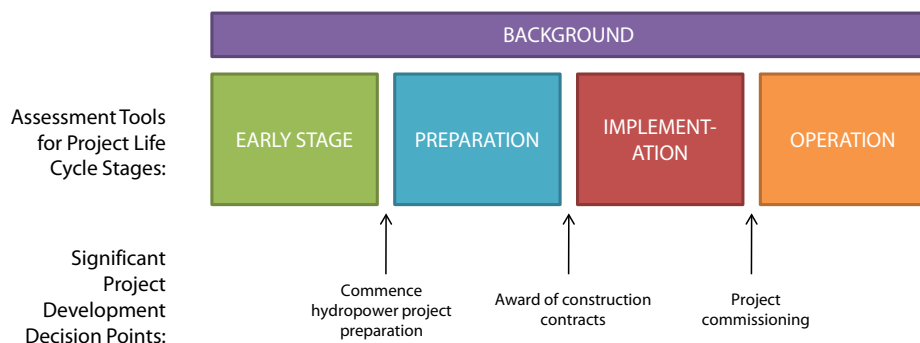 BACKGROUND
Assessment Tools
for Project Life
Cycle Stages:
EARLY STAGE
PREPARATION
IMPLEMENT-
ATION
OPERATION
Significant
Project
Development
Decision Points:
Commence
hydropower project
preparation
Award of construction
contracts
Project
commissioning